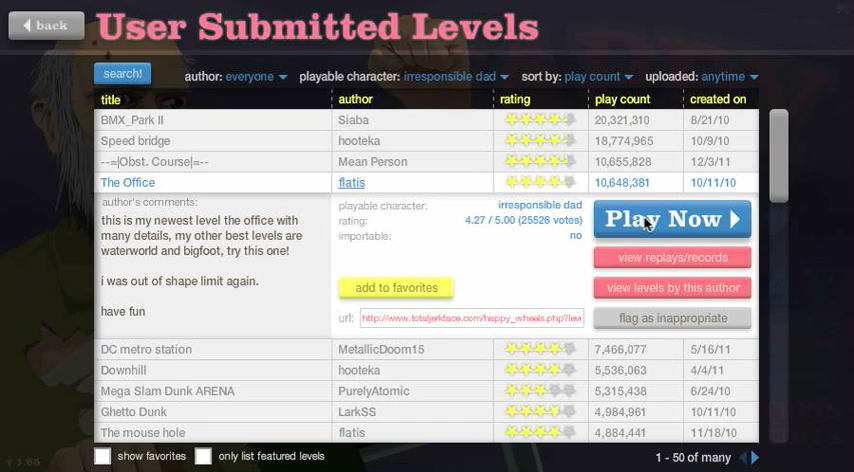 back
User Submitted Levels
search!
author: everyone playable character: irresponsible dad sort by: play count uploaded: anytime
title author rating play count created on
BMX_Park II Siaba 20,321,310 8/21/10
Speed bridge hooteka 18,774,965 10/9/10
--=|Obst. Course|=-- Mean Person 10,655,828 12/3/11
The Office flatis 10,648,381 10/11/10
author's comments:
this is my newest level the office with
many details, my other best levels are
waterworld and bigfoot, try this one!
i was out of shape limit again.
have fun
playable character: irresponsible dad
rating: 4.27 / 5.00 (25526 votes)
importable: no
add to favorites
url: http://www.totaljerkface.com/happy_wheels.php?lev
Play Now
view replays/records
view levels by this author
flag as inappropriate
DC metro station MetallicDoom15 7,466,077 5/16/11
Downhill hooteka 5,536,063 4/4/11
Mega Slam Dunk ARENA PurelyAtomic 5,315,438 6/24/10
Ghetto Dunk LarkSS 4,984,961 10/11/10
The mouse hole flatis 4,884,441 11/18/10
show favorites only list featured levels 1 - 50 of many
v 1.65